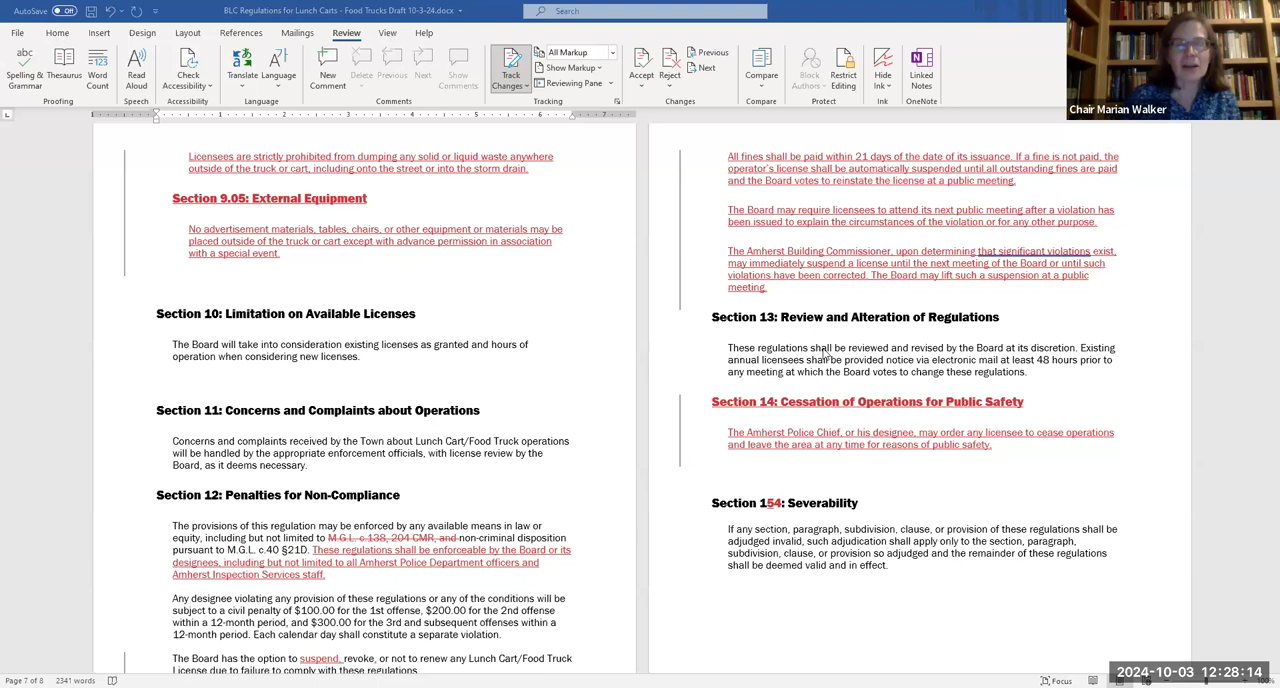 AutoSave Off BLC Regulations for Lunch Carts - Food Trucks Draft 10-3-24.docx Search
File Home Insert Design Layout References Mailings Review View Help
abc
Spelling & Grammar Thesaurus Word Count Read Aloud Check Accessibility Translate Language New Comment Delete Previous Next Show Comments Track Changes All Markup Show Markup Reviewing Pane Accept Reject Previous Next Compare Block Authors Restrict Editing Hide Ink Linked Notes
Proofing Speech Accessibility Language Comments Tracking Changes Compare Protect Ink OneNote
Chair Marian Walker
Licensees are strictly prohibited from dumping any solid or liquid waste anywhere
outside of the truck or cart, including onto the street or into the storm drain.
Section 9.05: External Equipment
No advertisement materials, tables, chairs, or other equipment or materials may be
placed outside of the truck or cart except with advance permission in association
with a special event.
Section 10: Limitation on Available Licenses
The Board will take into consideration existing licenses as granted and hours of
operation when considering new licenses.
Section 11: Concerns and Complaints about Operations
Concerns and complaints received by the Town about Lunch Cart/Food Truck operations
will be handled by the appropriate enforcement officials, with license review by the
Board, as it deems necessary.
Section 12: Penalties for Non-Compliance
The provisions of this regulation may be enforced by any available means in law or
equity, including but not limited to M.G.L. c.138, 204 CMR, and non-criminal disposition
pursuant to M.G.L. c.40 §21D. These regulations shall be enforceable by the Board or its
designees, including but not limited to all Amherst Police Department officers and
Amherst Inspection Services staff.
Any designee violating any provision of these regulations or any of the conditions will be
subject to a civil penalty of $100.00 for the 1st offense, $200.00 for the 2nd offense
within a 12-month period, and $300.00 for the 3rd and subsequent offenses within a
12-month period. Each calendar day shall constitute a separate violation.
The Board has the option to suspend, revoke, or not to renew any Lunch Cart/Food Truck
License due to failure to comply with these regulations
All fines shall be paid within 21 days of the date of its issuance. If a fine is not paid, the
operator's license shall be automatically suspended until all outstanding fines are paid
and the Board votes to reinstate the license at a public meeting.
The Board may require licensees to attend its next public meeting after a violation has
been issued to explain the circumstances of the violation or for any other purpose.
The Amherst Building Commissioner, upon determining that significant violations exist,
may immediately suspend a license until the next meeting of the Board or until such
violations have been corrected. The Board may lift such a suspension at a public
meeting.
Section 13: Review and Alteration of Regulations
These regulations shall be reviewed and revised by the Board at its discretion. Existing
annual licensees shall be provided notice via electronic mail at least 48 hours prior to
any meeting at which the Board votes to change these regulations.
Section 14: Cessation of Operations for Public Safety
The Amherst Police Chief, or his designee, may order any licensee to cease operations
and leave the area at any time for reasons of public safety.
Section 154: Severability
If any section, paragraph, subdivision, clause, or provision of these regulations shall be
adjudged invalid, such adjudication shall apply only to the section, paragraph,
subdivision, clause, or provision so adjudged and the remainder of these regulations
shall be deemed valid and in effect.
Page 7 of 8 2341 words Focus
2024-10-03 12:28:14